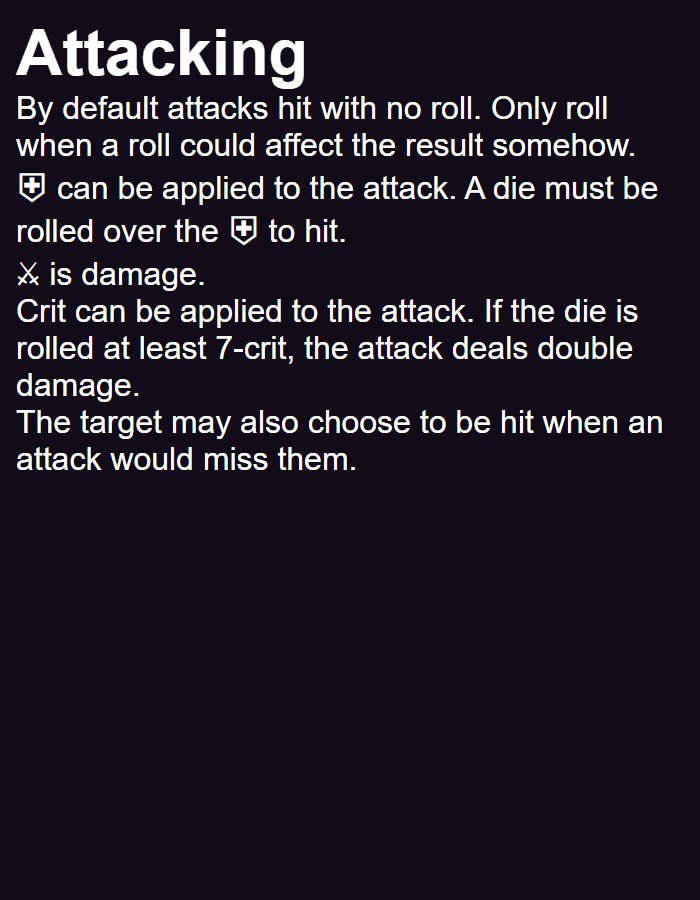 Attacking
By default attacks hit with no roll. Only roll
when a roll could affect the result somehow.
⛨ can be applied to the attack. A die must be
rolled over the ⛨ to hit.
⚔ is damage.
Crit can be applied to the attack. If the die is
rolled at least 7-crit, the attack deals double
damage.
The target may also choose to be hit when an
attack would miss them.